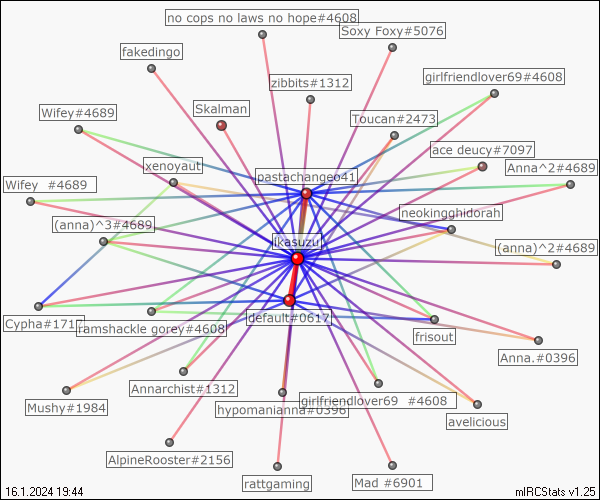 no cops no laws no hope#4608
Soxy Foxy#5076
fakedingo
girlfriendlover69#4608
zibbits#1312
Wifey#4689
Skalman
Toucan#2473
ace deucy#7097
xenoyaut
Anna^2#4689
pastachange041
Wifey  #4689
neokingghidorah
(anna)^3#4689
ikasuzu
(anna)^2#4689
default#0617
ramshackle gorey#4608
frisout
Anna.#0396
Annarchist#1312
girlfriendlover69  #4608
Mushy#1984
hypomanianna#0396
avelicious
AlpineRooster#2156
rattgaming
Mad #6901
16.1.2024 19:44
mIRCStats v1.25